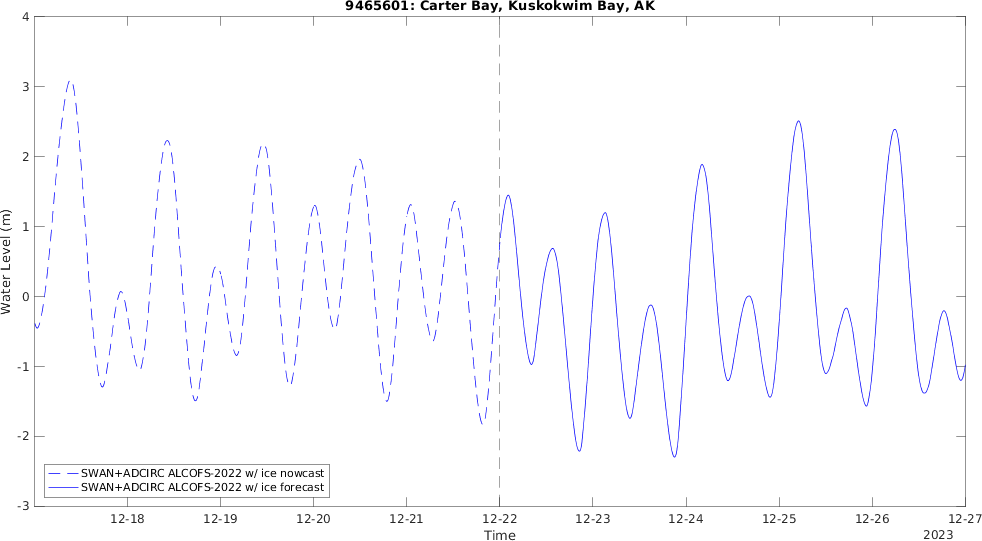 9465601: Carter Bay, Kuskokwim Bay, AK
Water Level (m)
4
3
2
1
0
-1
-2
-3
SWAN+ADCIRC ALCOFS-2022 w/ ice nowcast
SWAN+ADCIRC ALCOFS-2022 w/ ice forecast
12-18 12-19 12-20 12-21 12-22 12-23 12-24 12-25 12-26 12-27
Time
2023